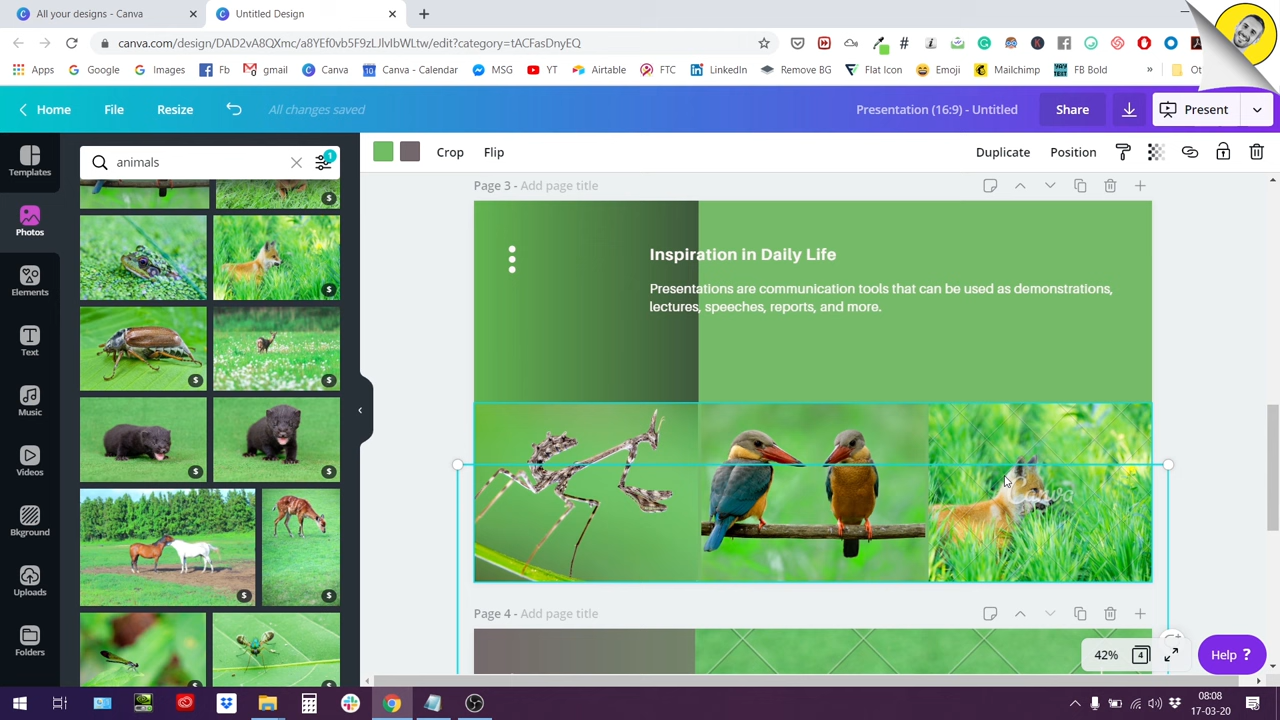 All your designs - Canva
Untitled Design
canva.com/design/DAD2vA8QXmc/a8YEf0vb5F9zLJlvIbWLtw/edit?category=tACFasDnyEQ
Apps Google Images Fb gmail Canva Canva - Calendar MSG YT Airtable FTC LinkedIn Remove BG Flat Icon Emoji Mailchimp FB Bold » Ot
Home File Resize All changes saved Presentation (16:9) - Untitled Share Present
Templates
Photos
Elements
Text
Music
Videos
Bkground
Uploads
Folders
animals
1
$
$
$
$
$
$
$
$
$
$
$
Crop Flip Duplicate Position
Page 3 - Add page title
Inspiration in Daily Life
Presentations are communication tools that can be used as demonstrations,
lectures, speeches, reports, and more.
Canva
Page 4 - Add page title
42% 4 Help ?
08:08
17-03-20